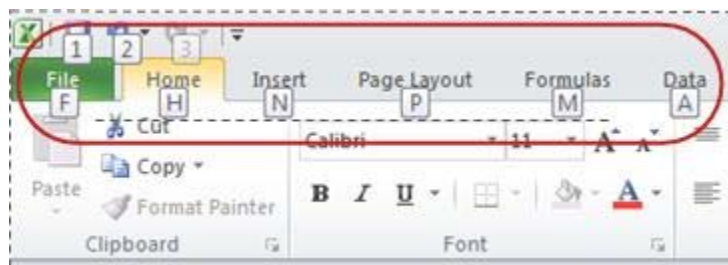 1 2 3
File Home Insert Page Layout Formulas Data
F H N P M A
Cut
Calibri 11 A A
Copy
Paste
B I U A
Format Painter
Clipboard Font